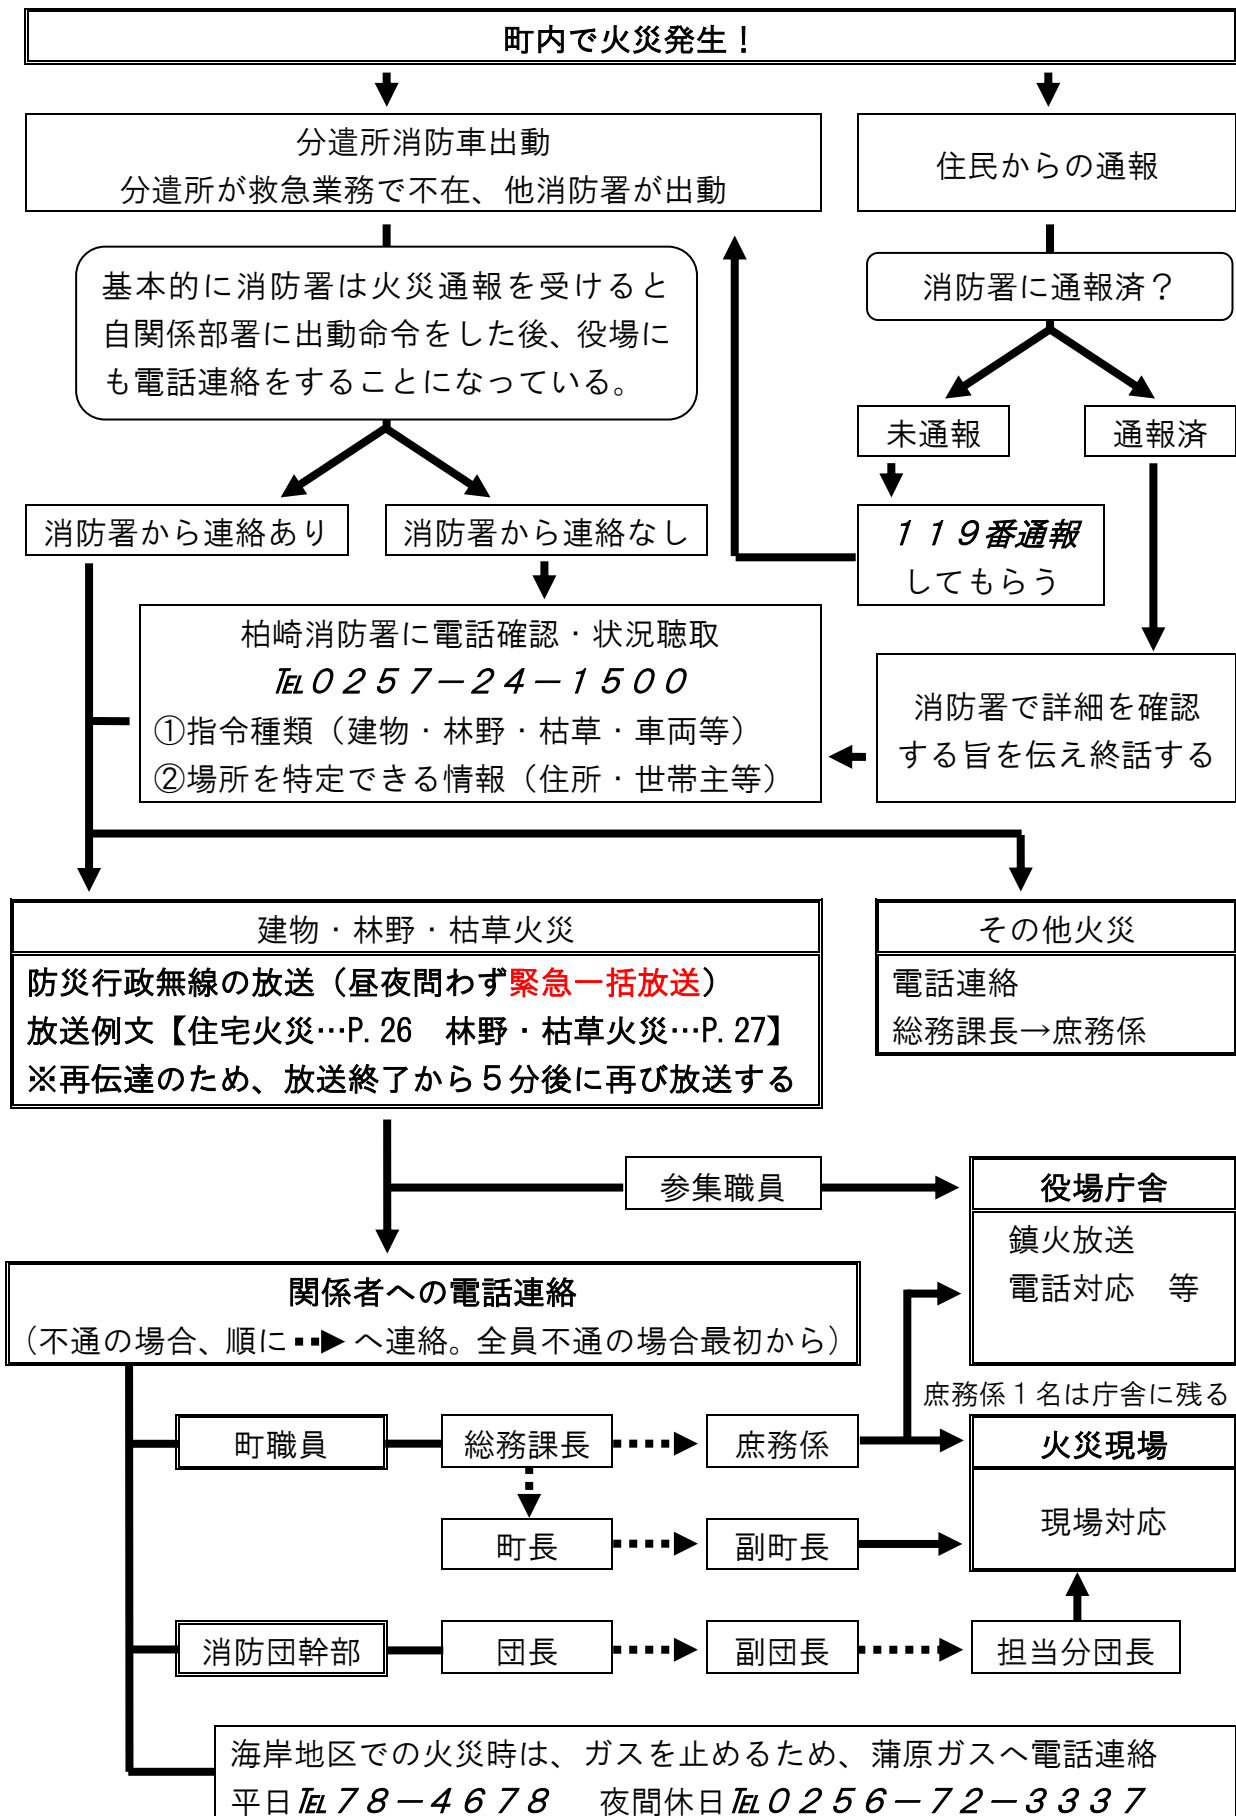 町内で火災発生！
分遣所消防車出動
分遣所が救急業務で不在、他消防署が出動
住民からの通報
基本的に消防署は火災通報を受けると
自関係部署に出動命令をした後、役場に
も電話連絡をすることになっている。
消防署に通報済？
未通報
通報済
消防署から連絡あり
消防署から連絡なし
１１９番通報
してもらう
柏崎消防署に電話確認・状況聴取
℡０２５７－２４－１５００
①指令種類（建物・林野・枯草・車両等）
②場所を特定できる情報（住所・世帯主等）
消防署で詳細を確認
する旨を伝え終話する
建物・林野・枯草火災
防災行政無線の放送（昼夜問わず緊急一括放送）
放送例文【住宅火災…P.26　林野・枯草火災…P.27】
※再伝達のため、放送終了から５分後に再び放送する
その他火災
電話連絡
総務課長→庶務係
参集職員
役場庁舎
鎮火放送
電話対応　等
関係者への電話連絡
（不通の場合、順に　へ連絡。全員不通の場合最初から）
庶務係１名は庁舎に残る
町職員
総務課長
庶務係
火災現場
現場対応
町長
副町長
消防団幹部
団長
副団長
担当分団長
海岸地区での火災時は、ガスを止めるため、蒲原ガスへ電話連絡
平日℡７８－４６７８　夜間休日℡０２５６－７２－３３３７